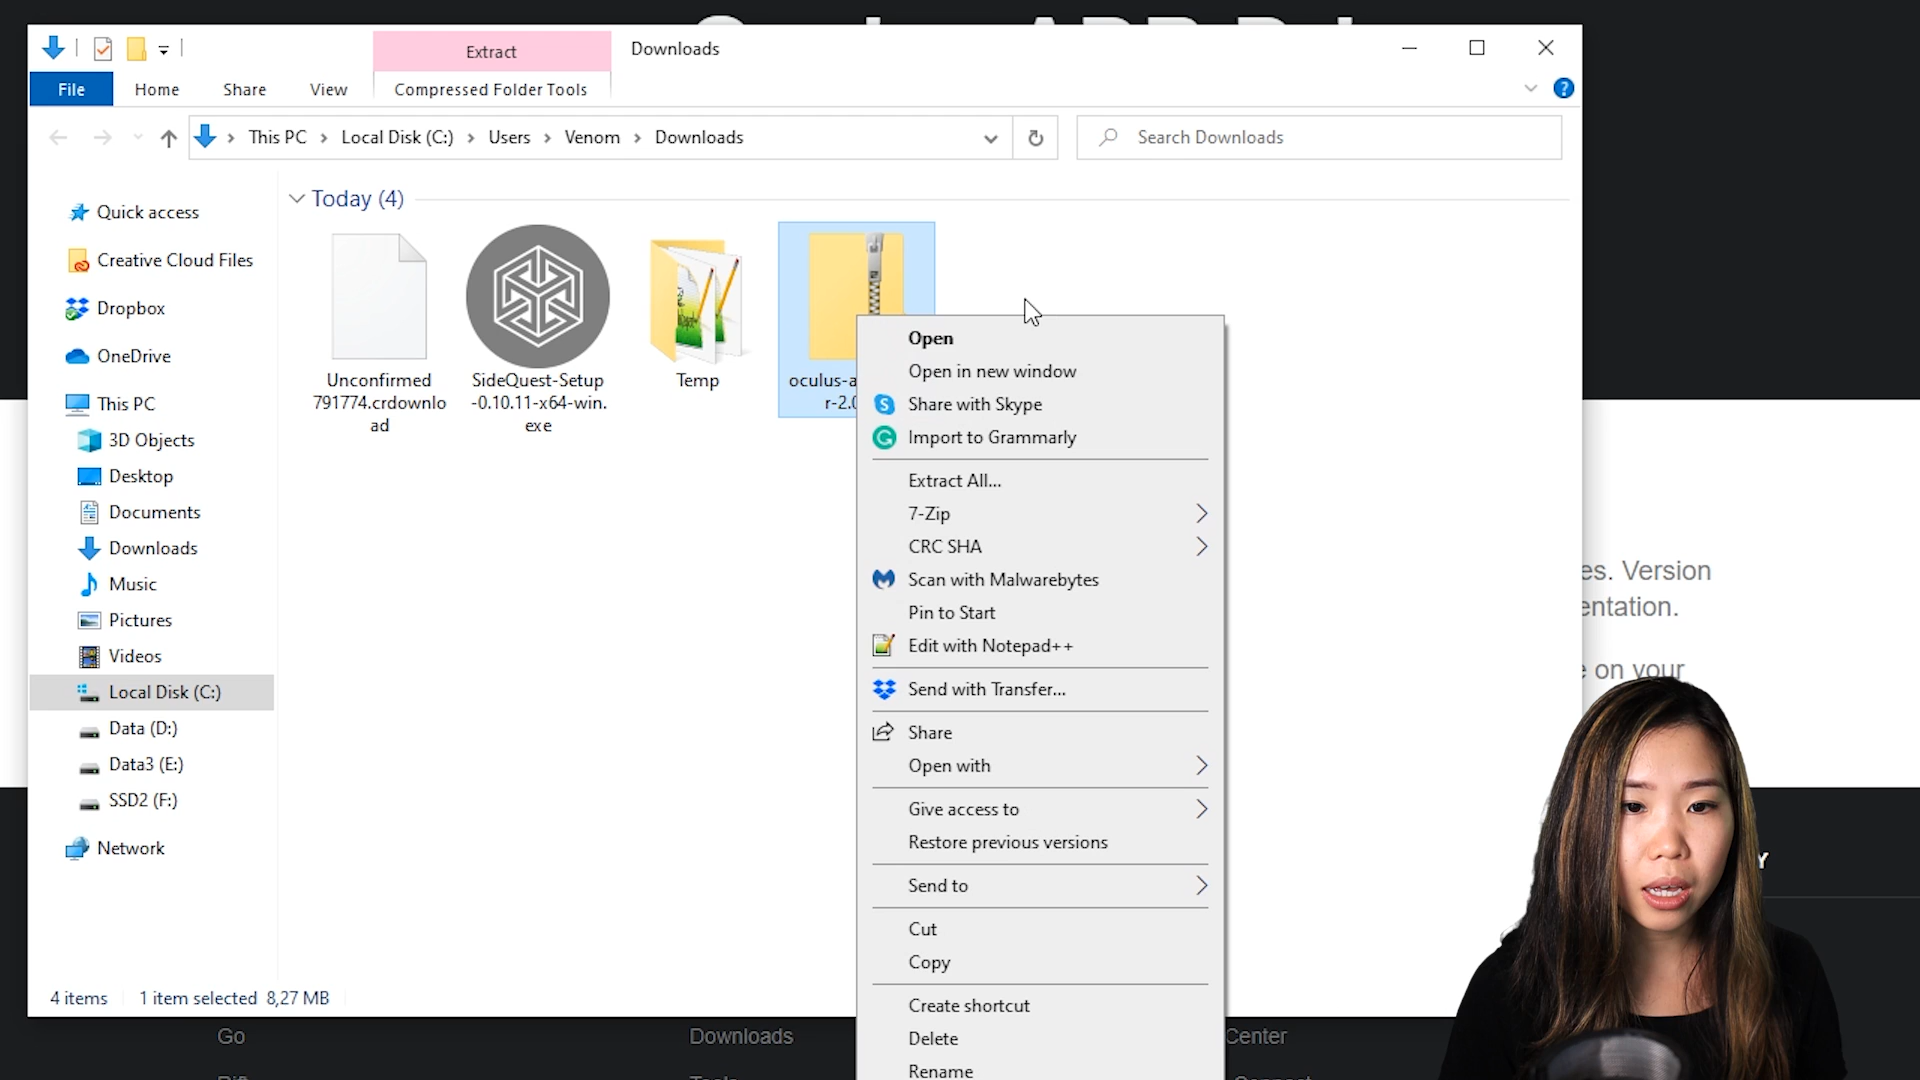 Extract
Downloads
File
Home
Share
View
Compressed Folder Tools
This PC
Local Disk (C:)
Users
Venom
Downloads
Search Downloads
Today (4)
Quick access
Creative Cloud Files
Dropbox
OneDrive
This PC
3D Objects
Desktop
Documents
Downloads
Music
Pictures
Videos
Local Disk (C:)
Data (D:)
Data3 (E:)
SSD2 (F:)
Network
Unconfirmed
791774.crdownlo
ad
SideQuest-Setup
-0.10.11-x64-win.
exe
Temp
oculus-a
r-2.0
Open
Open in new window
Share with Skype
Import to Grammarly
Extract All...
7-Zip
CRC SHA
Scan with Malwarebytes
Pin to Start
Edit with Notepad++
Send with Transfer...
Share
Open with
Give access to
Restore previous versions
Send to
Cut
Copy
Create shortcut
Delete
Rename
4 items
1 item selected 8,27 MB
es. Version
entation.
on your
Go
Downloads
Center